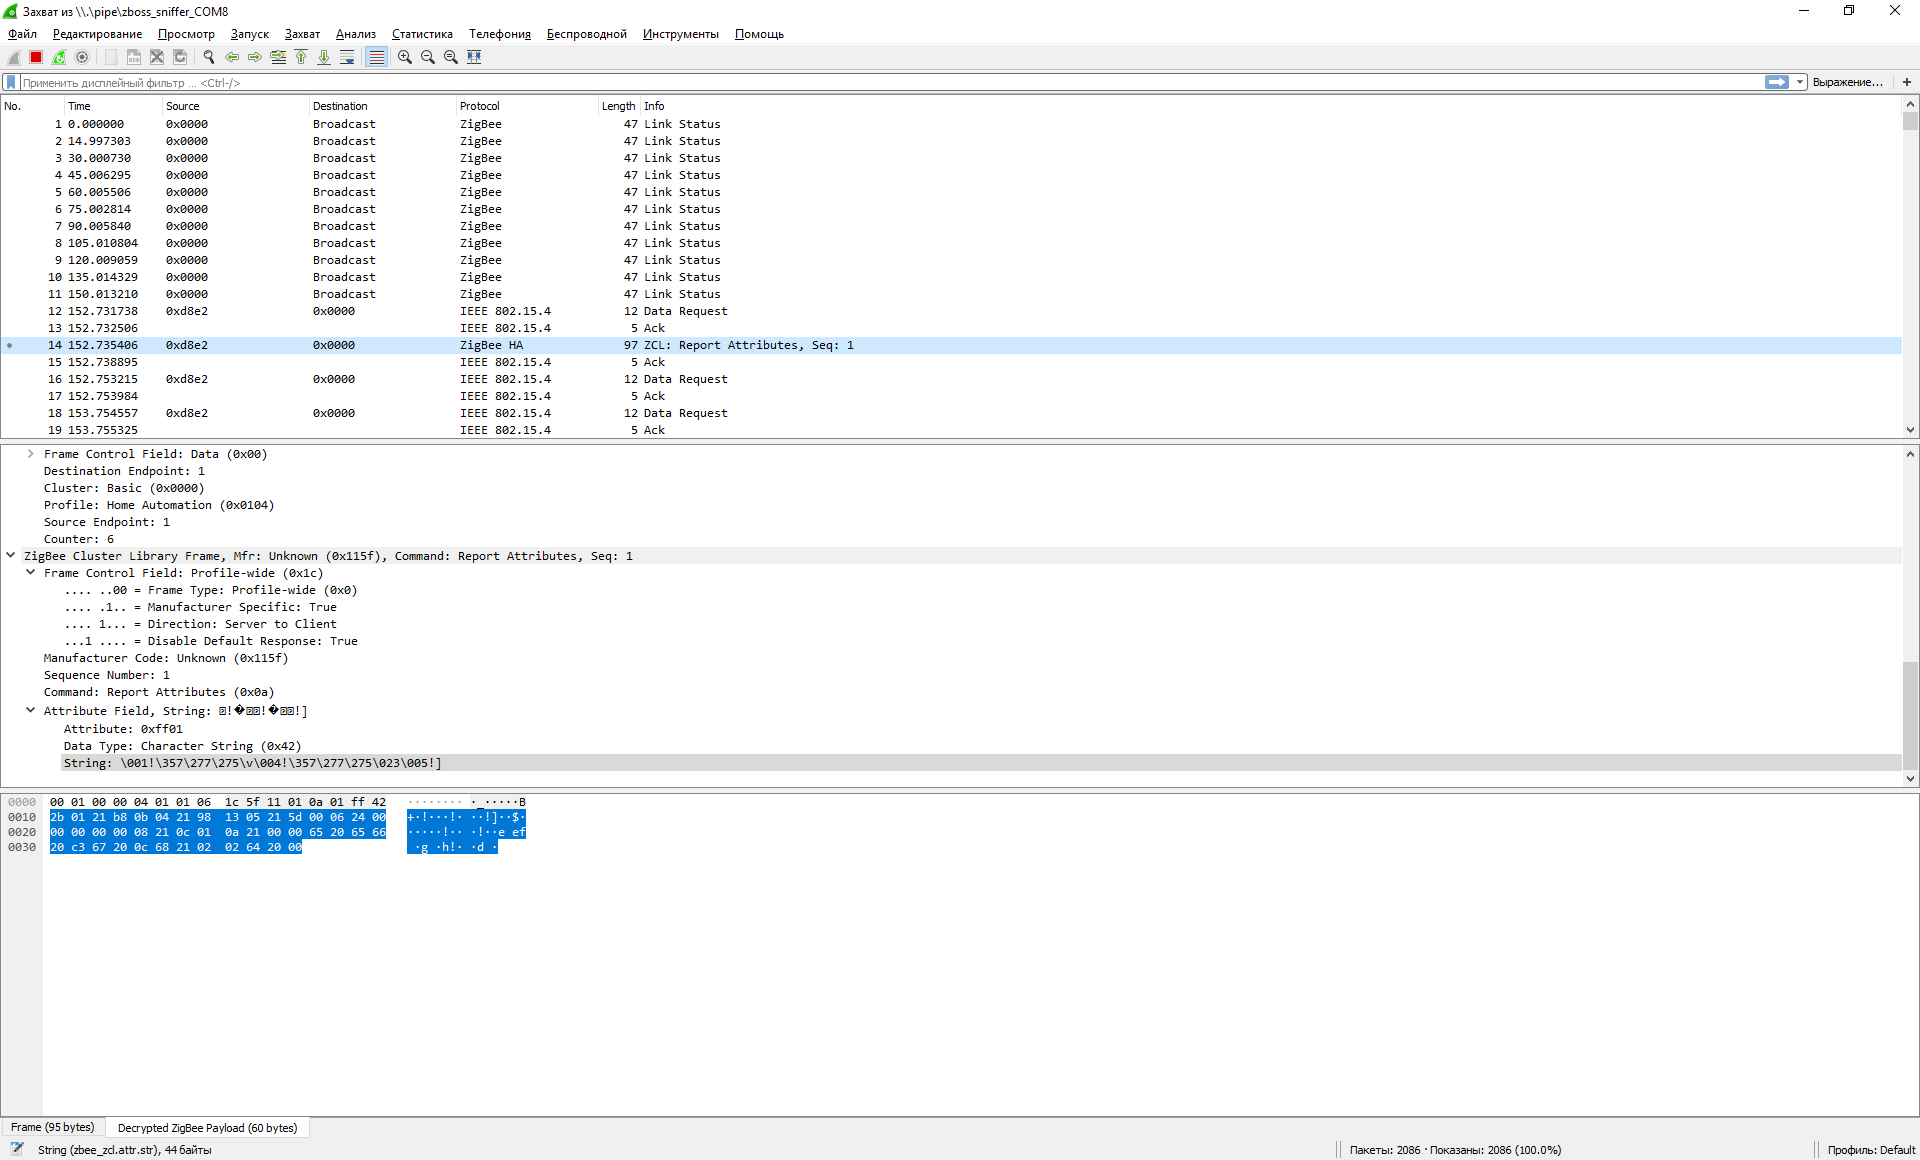 Захват из \\.\pipe\zboss_sniffer_COM8
Файл Редактирование Просмотр Запуск Захват Анализ Статистика Телефония Беспроводной Инструменты Помощь
Применить дисплейный фильтр ... <Ctrl-/> Выражение... +
No. Time Source Destination Protocol Length Info
1 0.000000 0x0000 Broadcast ZigBee 47 Link Status
2 14.997303 0x0000 Broadcast ZigBee 47 Link Status
3 30.000730 0x0000 Broadcast ZigBee 47 Link Status
4 45.006295 0x0000 Broadcast ZigBee 47 Link Status
5 60.005506 0x0000 Broadcast ZigBee 47 Link Status
6 75.002814 0x0000 Broadcast ZigBee 47 Link Status
7 90.005840 0x0000 Broadcast ZigBee 47 Link Status
8 105.010804 0x0000 Broadcast ZigBee 47 Link Status
9 120.009059 0x0000 Broadcast ZigBee 47 Link Status
10 135.014329 0x0000 Broadcast ZigBee 47 Link Status
11 150.013210 0x0000 Broadcast ZigBee 47 Link Status
12 152.731738 0xd8e2 0x0000 IEEE 802.15.4 12 Data Request
13 152.732506 IEEE 802.15.4 5 Ack
14 152.735406 0xd8e2 0x0000 ZigBee HA 97 ZCL: Report Attributes, Seq: 1
15 152.738895 IEEE 802.15.4 5 Ack
16 152.753215 0xd8e2 0x0000 IEEE 802.15.4 12 Data Request
17 152.753984 IEEE 802.15.4 5 Ack
18 153.754557 0xd8e2 0x0000 IEEE 802.15.4 12 Data Request
19 153.755325 IEEE 802.15.4 5 Ack
Frame Control Field: Data (0x00)
Destination Endpoint: 1
Cluster: Basic (0x0000)
Profile: Home Automation (0x0104)
Source Endpoint: 1
Counter: 6
ZigBee Cluster Library Frame, Mfr: Unknown (0x115f), Command: Report Attributes, Seq: 1
Frame Control Field: Profile-wide (0x1c)
.... ..00 = Frame Type: Profile-wide (0x0)
.... .1.. = Manufacturer Specific: True
.... 1... = Direction: Server to Client
...1 .... = Disable Default Response: True
Manufacturer Code: Unknown (0x115f)
Sequence Number: 1
Command: Report Attributes (0x0a)
Attribute Field, String: !�!�!]
Attribute: 0xff01
Data Type: Character String (0x42)
String: \001!\357\277\275\v\004!\357\277\275\023\005!]
0000 00 01 00 00 04 01 01 06 1c 5f 11 01 0a 01 ff 42 ········ ·_·····B
0010 2b 01 21 b8 0b 04 21 98 13 05 21 5d 00 06 24 00 +·!···!· ··!]··$·
0020 00 00 00 00 08 21 0c 01 0a 21 00 00 65 20 65 66 ·····!·· ·!··e ef
0030 20 c3 67 20 0c 68 21 02 02 64 20 00 ·g ·h!· ·d ·
Frame (95 bytes) Decrypted ZigBee Payload (60 bytes)
String (zbee_zcl.attr.str), 44 байты Пакеты: 2086 · Показаны: 2086 (100.0%) Профиль: Default